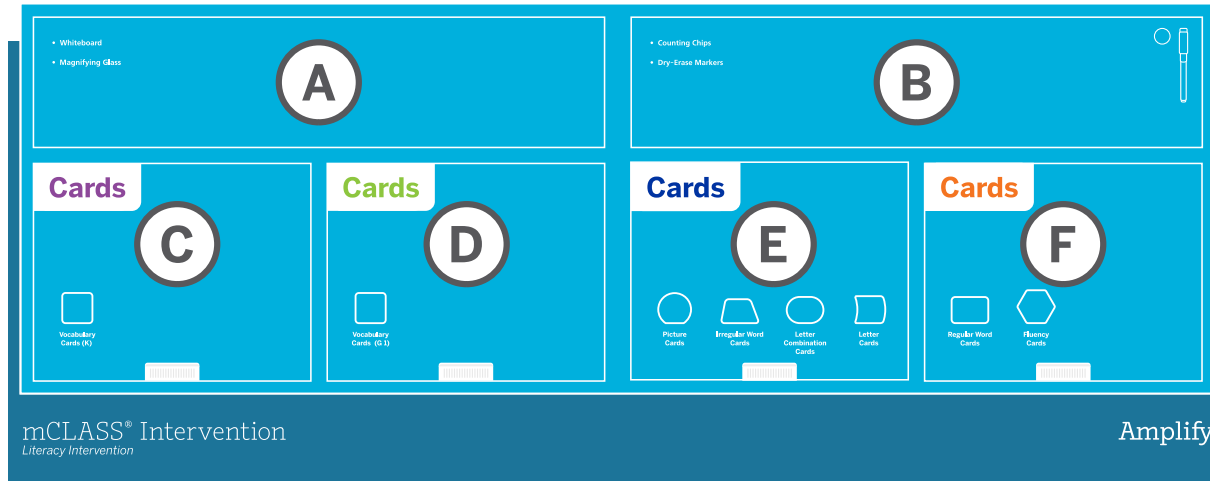 • Whiteboard
• Magnifying Glass
A
• Counting Chips
• Dry-Erase Markers
B
Cards
C
Vocabulary
Cards (K)
Cards
D
Vocabulary
Cards (G 1)
Cards
E
Picture
Cards
Irregular Word
Cards
Letter
Combination
Cards
Letter
Cards
Cards
F
Regular Word
Cards
Fluency
Cards
mCLASS® Intervention
Literacy Intervention
Amplify